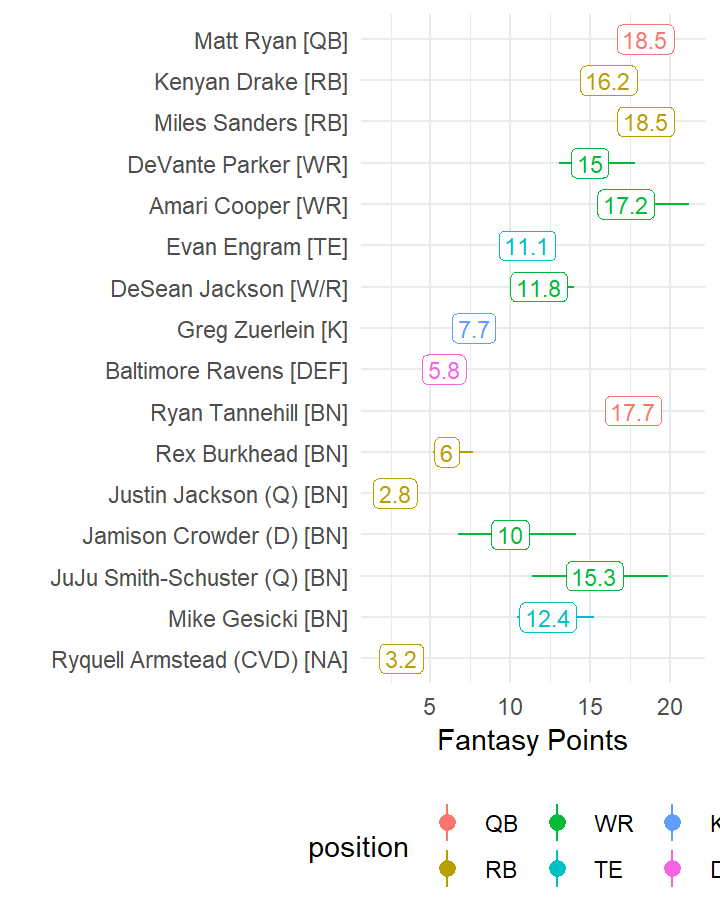 Matt Ryan [QB] 18.5
Kenyan Drake [RB] 16.2
Miles Sanders [RB] 18.5
DeVante Parker [WR] 15
Amari Cooper [WR] 17.2
Evan Engram [TE] 11.1
DeSean Jackson [W/R] 11.8
Greg Zuerlein [K] 7.7
Baltimore Ravens [DEF] 5.8
Ryan Tannehill [BN] 17.7
Rex Burkhead [BN] 6
Justin Jackson (Q) [BN] 2.8
Jamison Crowder (D) [BN] 10
JuJu Smith-Schuster (Q) [BN] 15.3
Mike Gesicki [BN] 12.4
Ryquell Armstead (CVD) [NA] 3.2
5 10 15 20
Fantasy Points
position
QB WR K
RB TE D